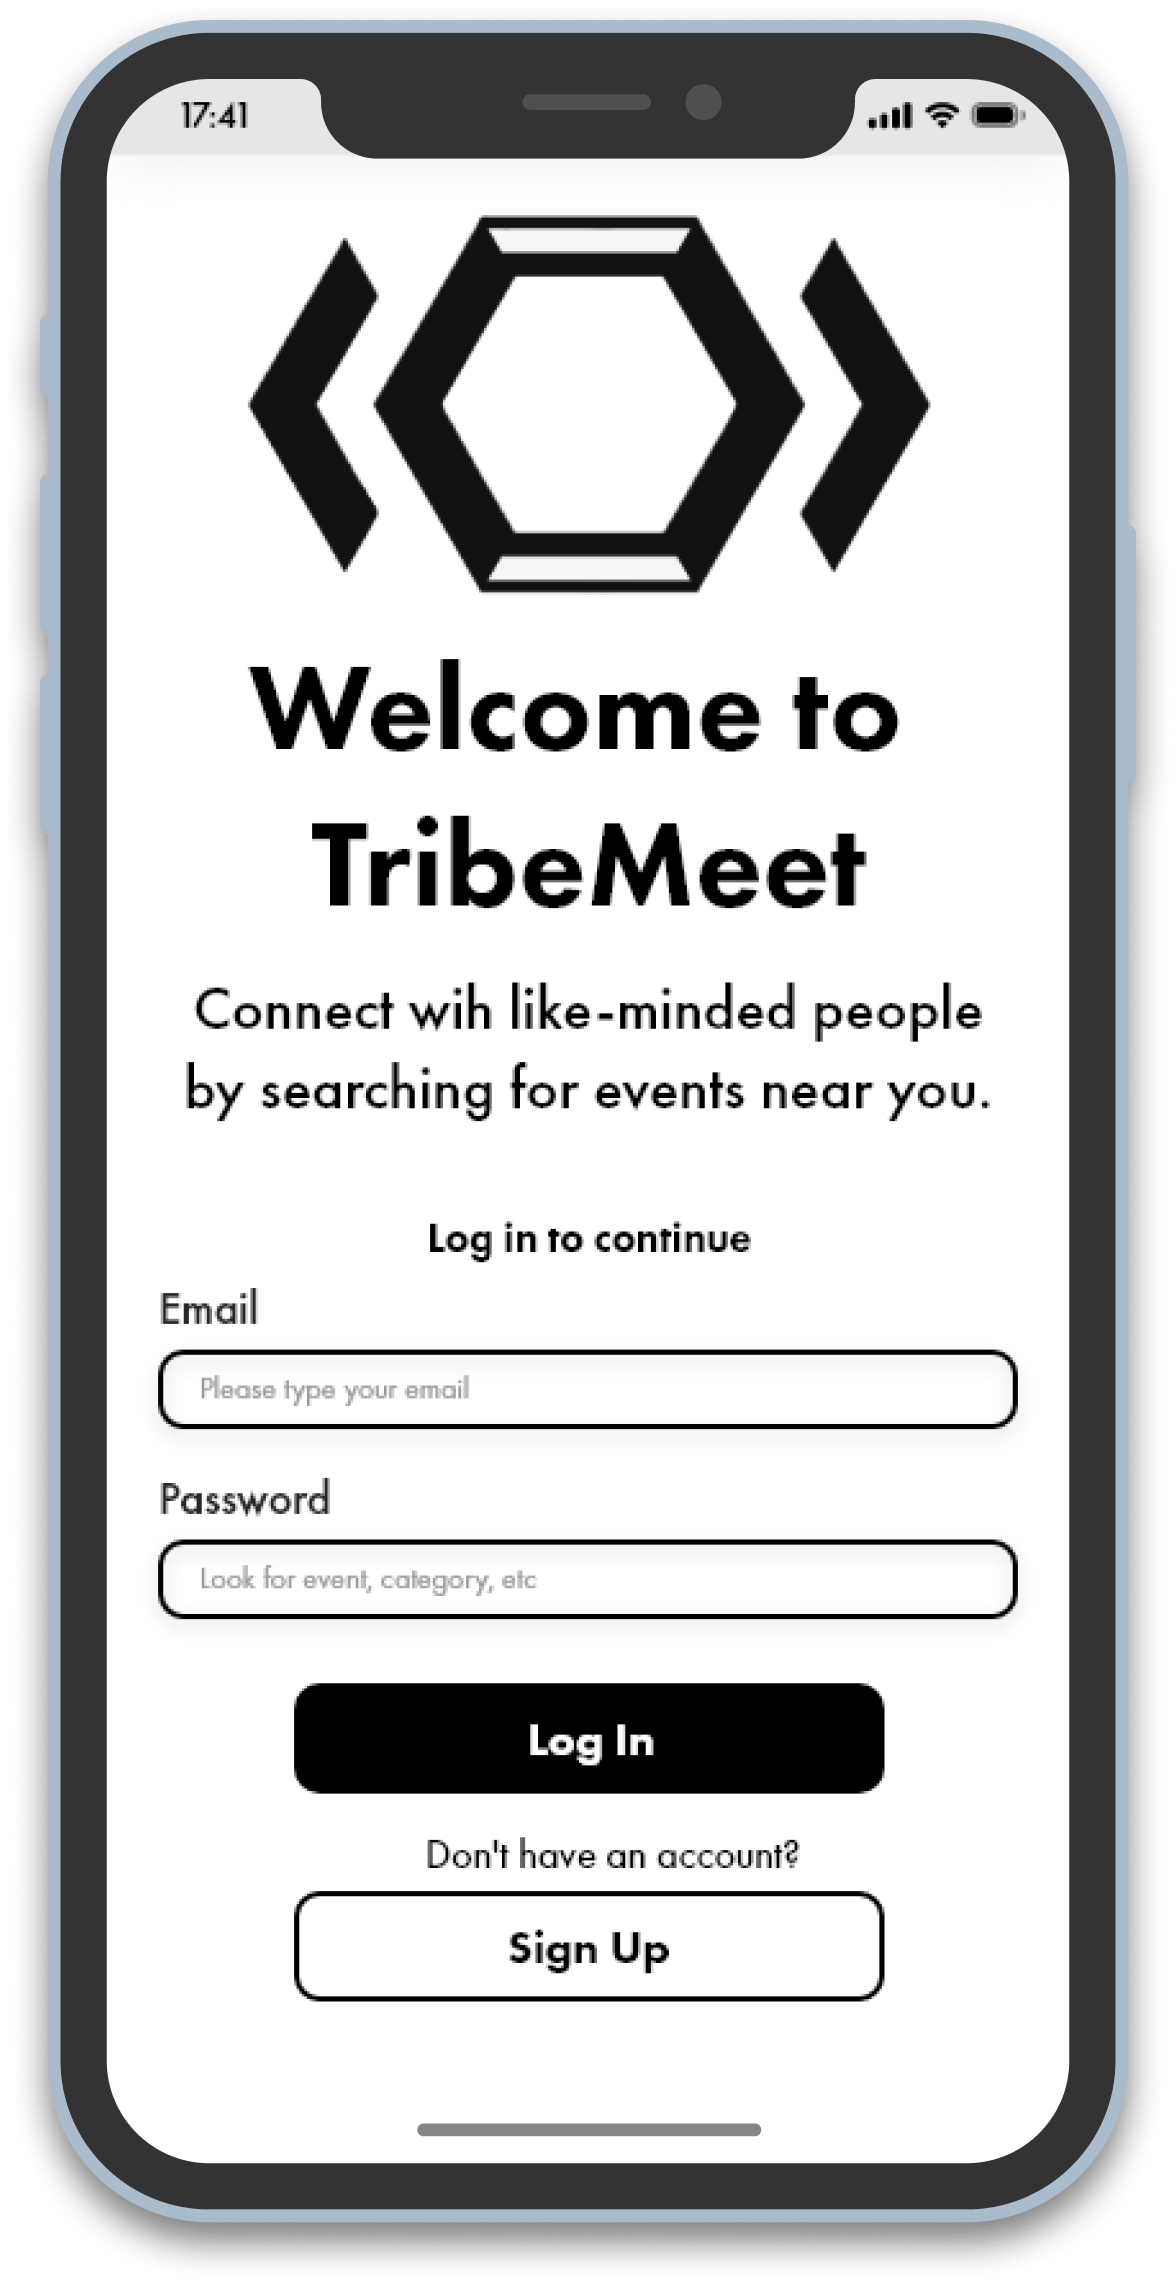 17:41
Welcome to
TribeMeet
Connect wih like-minded people
by searching for events near you.
Log in to continue
Email
Please type your email
Password
Look for event, category, etc
Log In
Don't have an account?
Sign Up